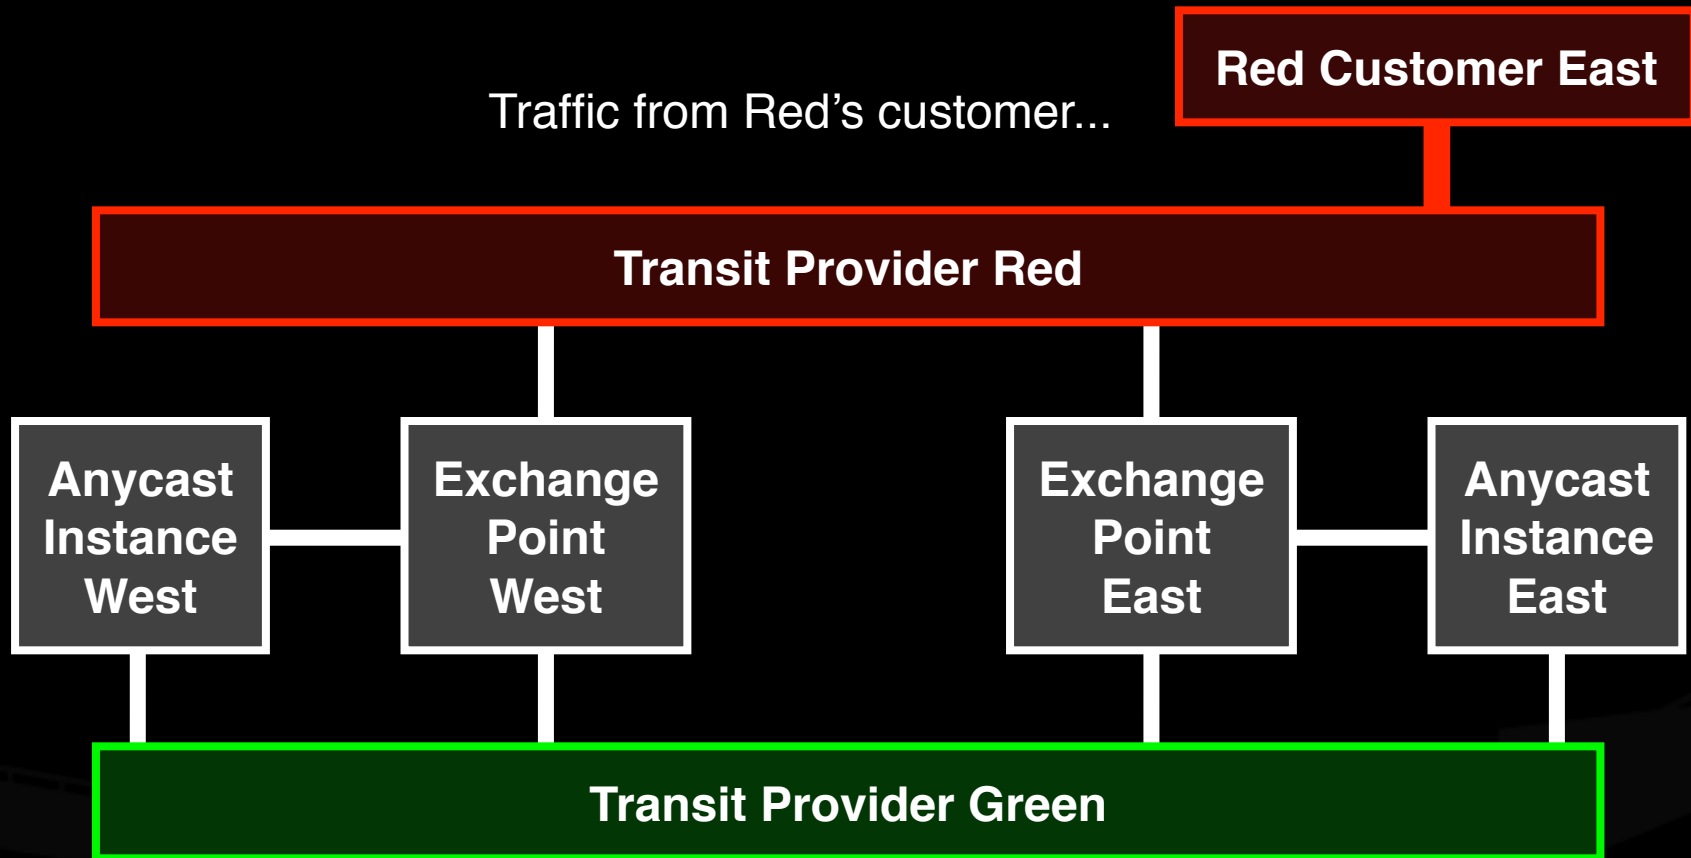 Red Customer East
Traffic from Red’s customer...
Transit Provider Red
Anycast
Instance
West
Exchange
Point
West
Exchange
Point
East
Anycast
Instance
East
Transit Provider Green